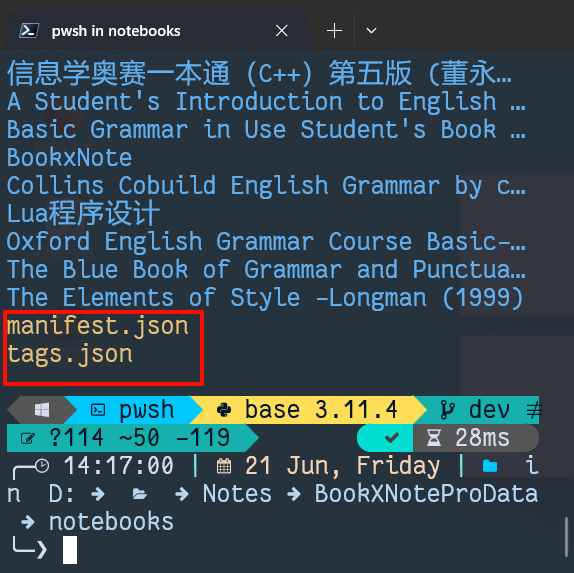 pwsh in notebooks
信息学奥赛一本通 (C++) 第五版 (董永…
A Student's Introduction to English …
Basic Grammar in Use Student's Book …
BookxNote
Collins Cobuild English Grammar by c…
Lua程序设计
Oxford English Grammar Course Basic-…
The Blue Book of Grammar and Punctua…
The Elements of Style -Longman (1999)
manifest.json
tags.json
pwsh base 3.11.4 dev ≢
?114 ~50 -119 28ms
14:17:00 | 21 Jun, Friday | i
n D: → → Notes → BookXNoteProData
→ notebooks